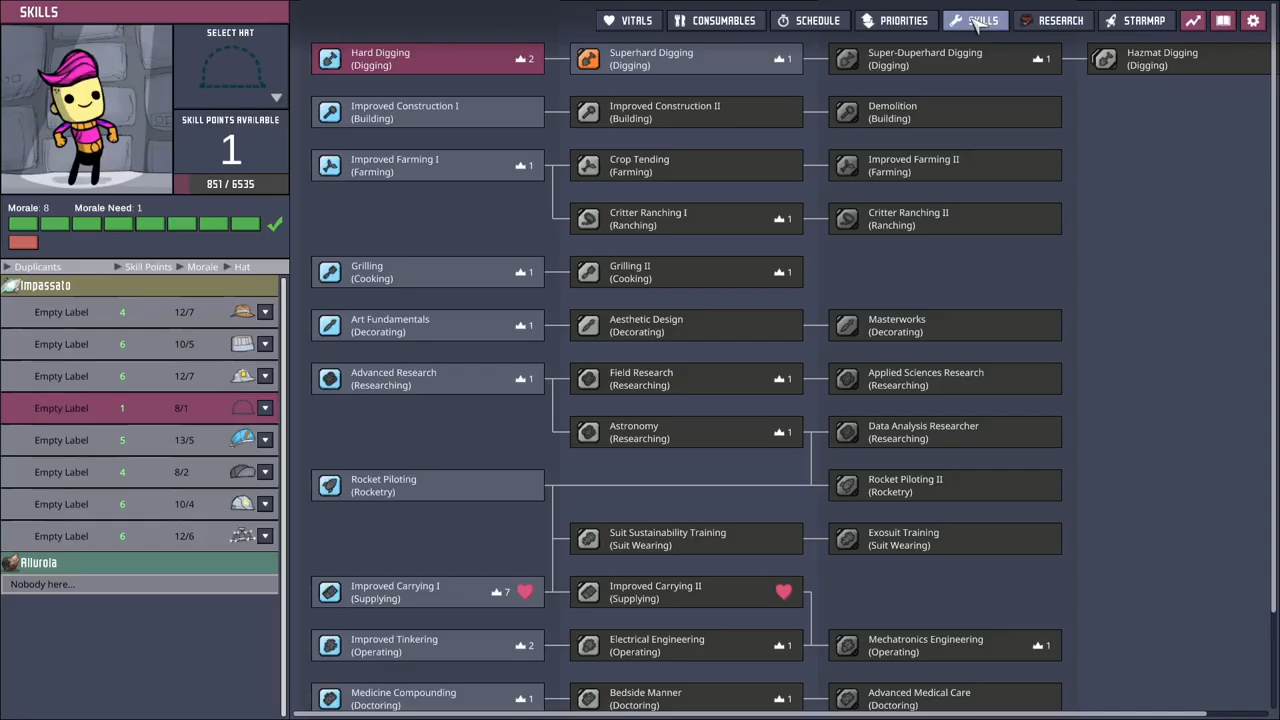 SKILLS
VITALS
CONSUMABLES
SCHEDULE
PRIORITIES
SKILLS
RESEARCH
STARMAP
SELECT HAT
SKILL POINTS AVAILABLE
1
851 / 6535
Morale: 8
Morale Need: 1
Duplicants
Skill Points
Morale
Hat
Impassato
Empty Label 4 12/7
Empty Label 6 10/5
Empty Label 6 12/7
Empty Label 1 8/1
Empty Label 5 13/5
Empty Label 4 8/2
Empty Label 6 10/4
Empty Label 6 12/6
Nobody here...
Hard Digging
(Digging)
2
Superhard Digging
(Digging)
1
Super-Duperhard Digging
(Digging)
1
Hazmat Digging
(Digging)
Improved Construction I
(Building)
Improved Construction II
(Building)
Demolition
(Building)
Improved Farming I
(Farming)
1
Crop Tending
(Farming)
Improved Farming II
(Farming)
Critter Ranching I
(Ranching)
1
Critter Ranching II
(Ranching)
Grilling
(Cooking)
1
Grilling II
(Cooking)
1
Art Fundamentals
(Decorating)
1
Aesthetic Design
(Decorating)
Masterworks
(Decorating)
Advanced Research
(Researching)
1
Field Research
(Researching)
1
Applied Sciences Research
(Researching)
Astronomy
(Researching)
1
Data Analysis Researcher
(Researching)
Rocket Piloting
(Rocketry)
Rocket Piloting II
(Rocketry)
Suit Sustainability Training
(Suit Wearing)
Exosuit Training
(Suit Wearing)
Improved Carrying I
(Supplying)
7
Improved Carrying II
(Supplying)
Improved Tinkering
(Operating)
2
Electrical Engineering
(Operating)
1
Mechatronics Engineering
(Operating)
1
Medicine Compounding
(Doctoring)
1
Bedside Manner
(Doctoring)
1
Advanced Medical Care
(Doctoring)